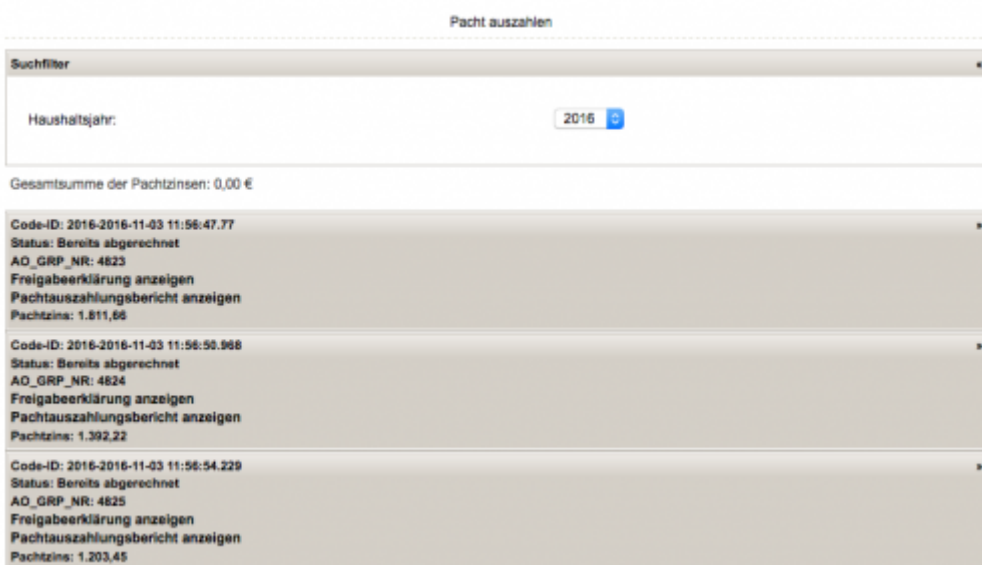 Pacht auszahlen
Suchfilter
Haushaltsjahr: 2016
Gesamtsumme der Pachtzinsen: 0,00 €
Code-ID: 2016-2016-11-03 11:56:47.77
Status: Bereits abgerechnet
AO_GRP_NR: 4823
Freigabeerklärung anzeigen
Pachtauszahlungsbericht anzeigen
Pachtzins: 1.811,66
Code-ID: 2016-2016-11-03 11:56:50.968
Status: Bereits abgerechnet
AO_GRP_NR: 4824
Freigabeerklärung anzeigen
Pachtauszahlungsbericht anzeigen
Pachtzins: 1.392,22
Code-ID: 2016-2016-11-03 11:56:54.229
Status: Bereits abgerechnet
AO_GRP_NR: 4825
Freigabeerklärung anzeigen
Pachtauszahlungsbericht anzeigen
Pachtzins: 1.203,45